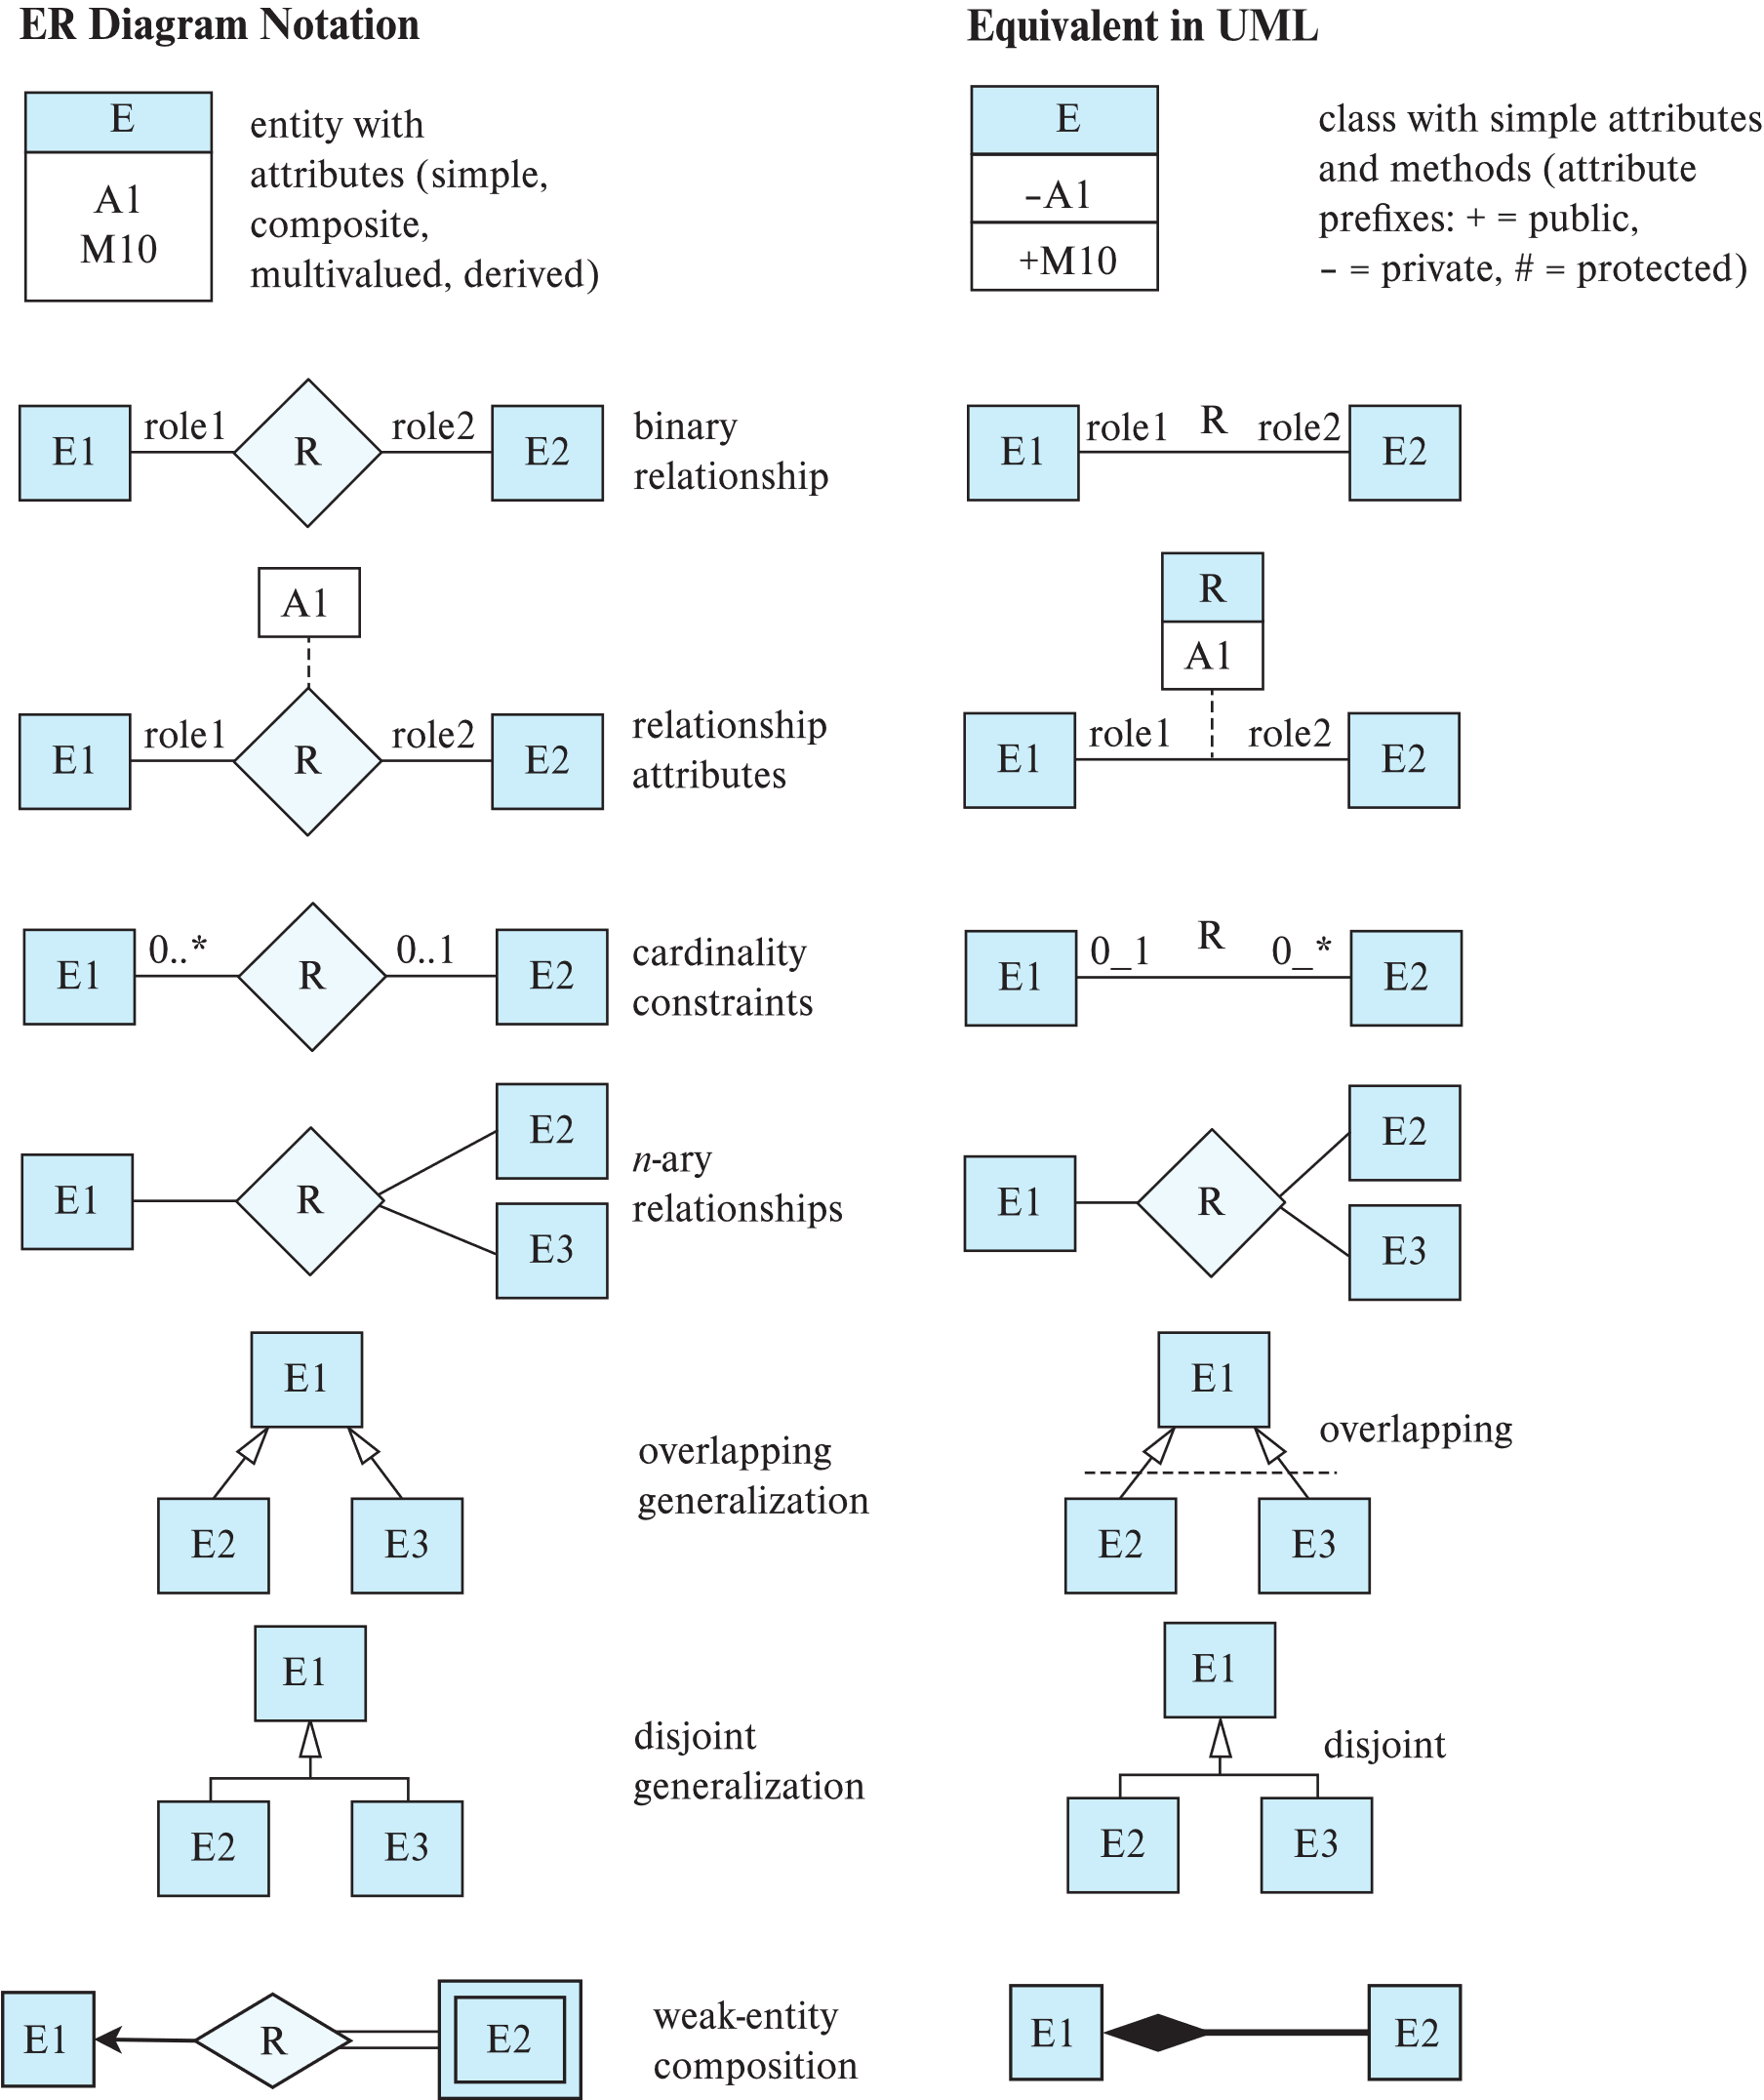 ER Diagram Notation
Equivalent in UML
E
A1
M10
entity with
attributes (simple,
composite,
multivalued, derived)
E
–A1
+M10
class with simple attributes
and methods (attribute
prefixes: + = public,
– = private, # = protected)
E1
role1
R
role2
E2
binary
relationship
E1
role1
R
role2
E2
A1
E1
role1
R
role2
E2
relationship
attributes
R
A1
E1
role1
role2
E2
E1
0..*
R
0..1
E2
cardinality
constraints
E1
0_1
R
0_*
E2
E1
R
E2
E3
n-ary
relationships
E1
R
E2
E3
E1
E2
E3
overlapping
generalization
E1
overlapping
E2
E3
E1
E2
E3
disjoint
generalization
E1
disjoint
E2
E3
E1
R
E2
weak-entity
composition
E1
E2